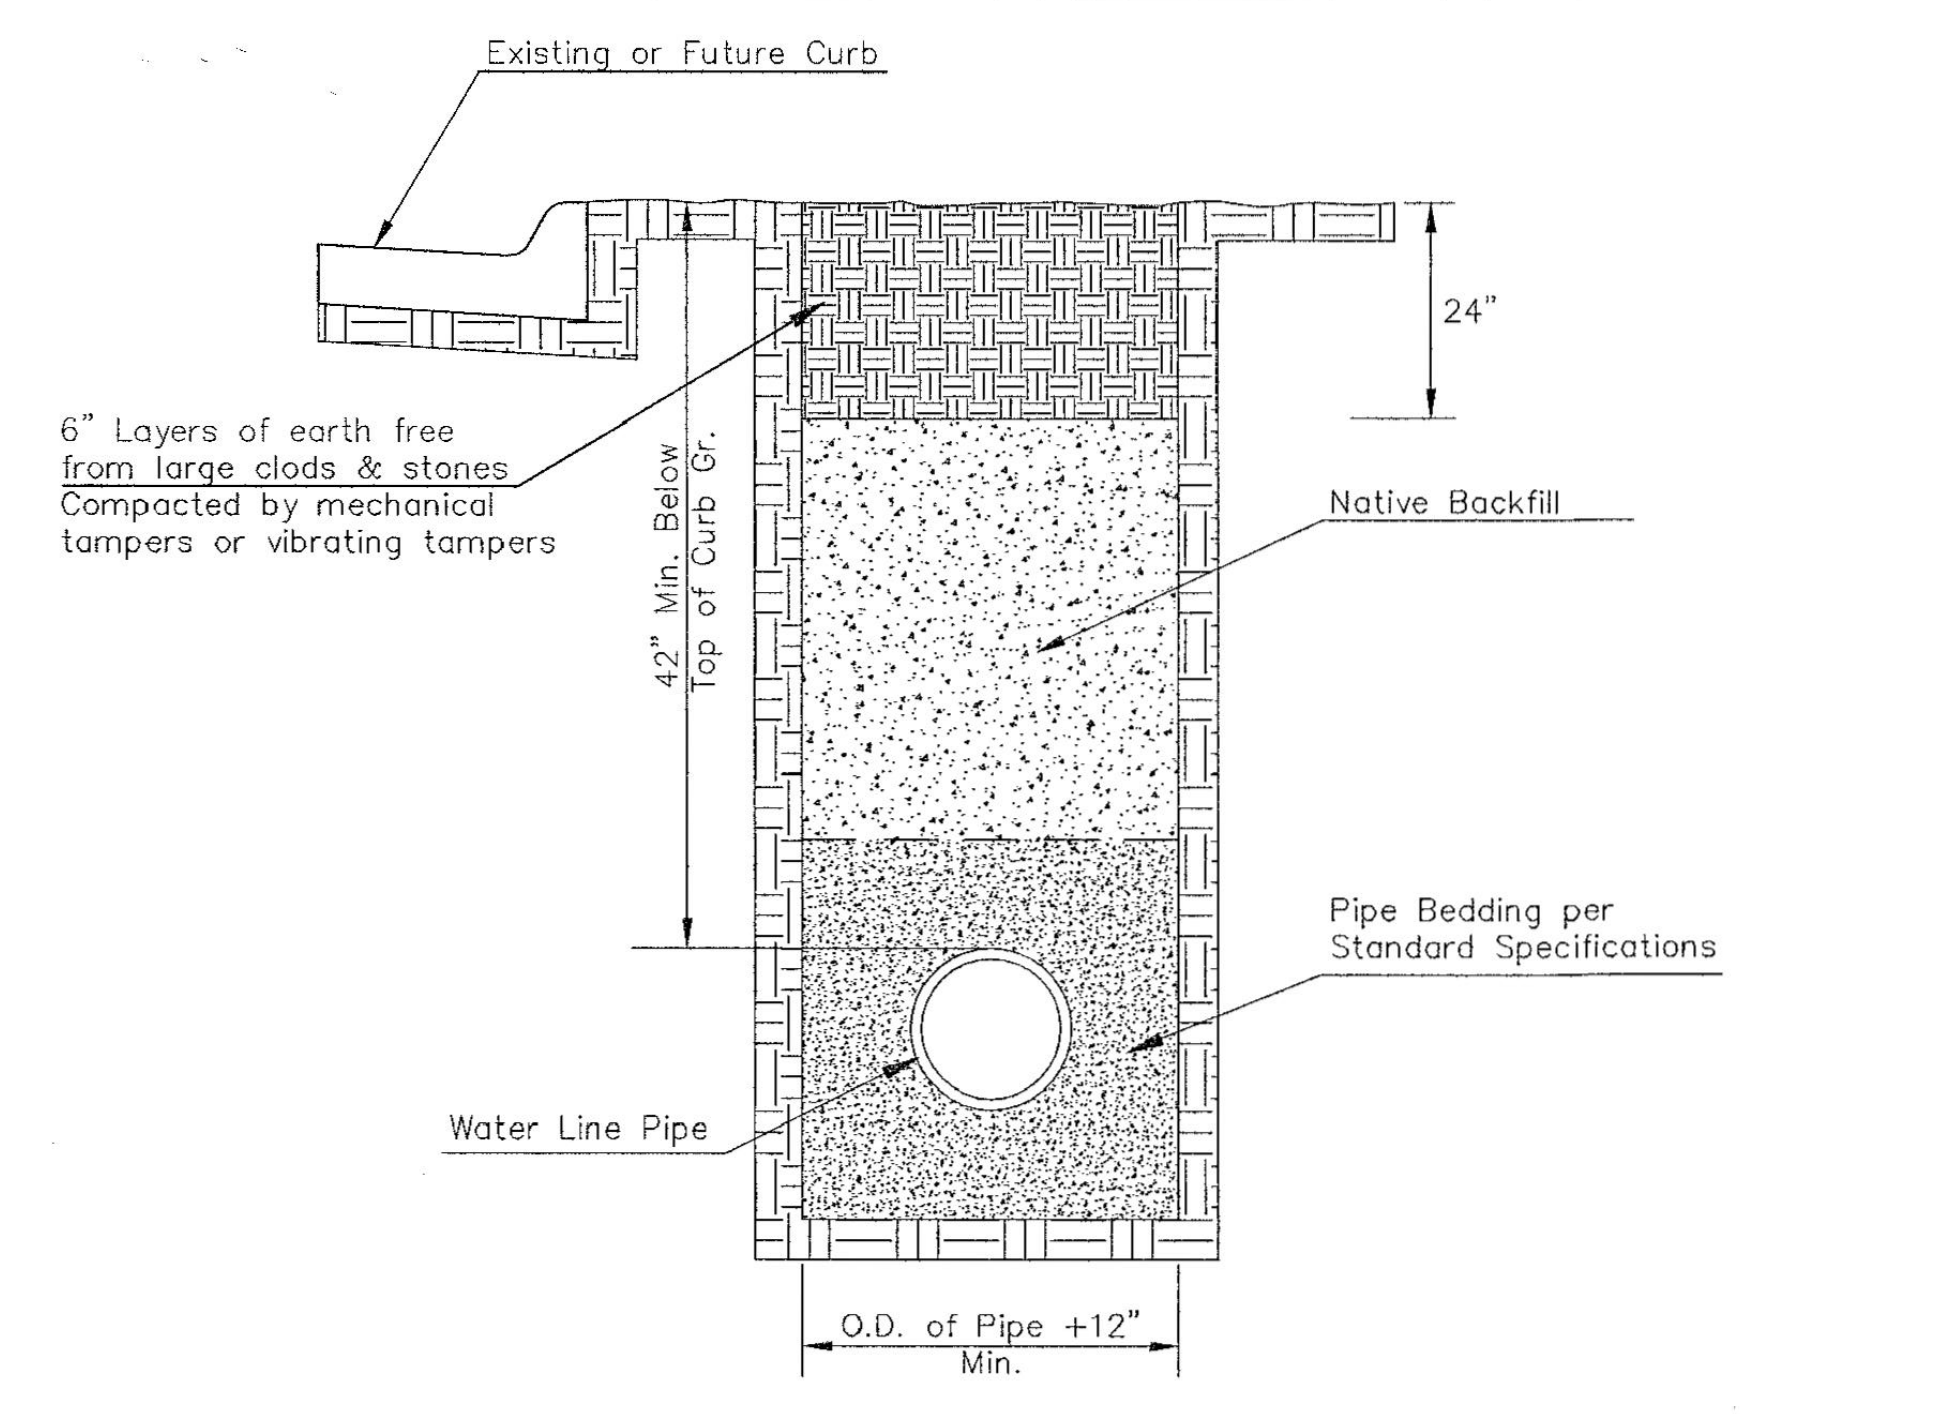 Existing or Future Curb
24”
6” Layers of earth free
from large clods & stones
Compacted by mechanical
tampers or vibrating tampers
42” Min. Below
Top of Curb Gr.
Native Backfill
Pipe Bedding per
Standard Specifications
Water Line Pipe
O.D. of Pipe +12”
Min.